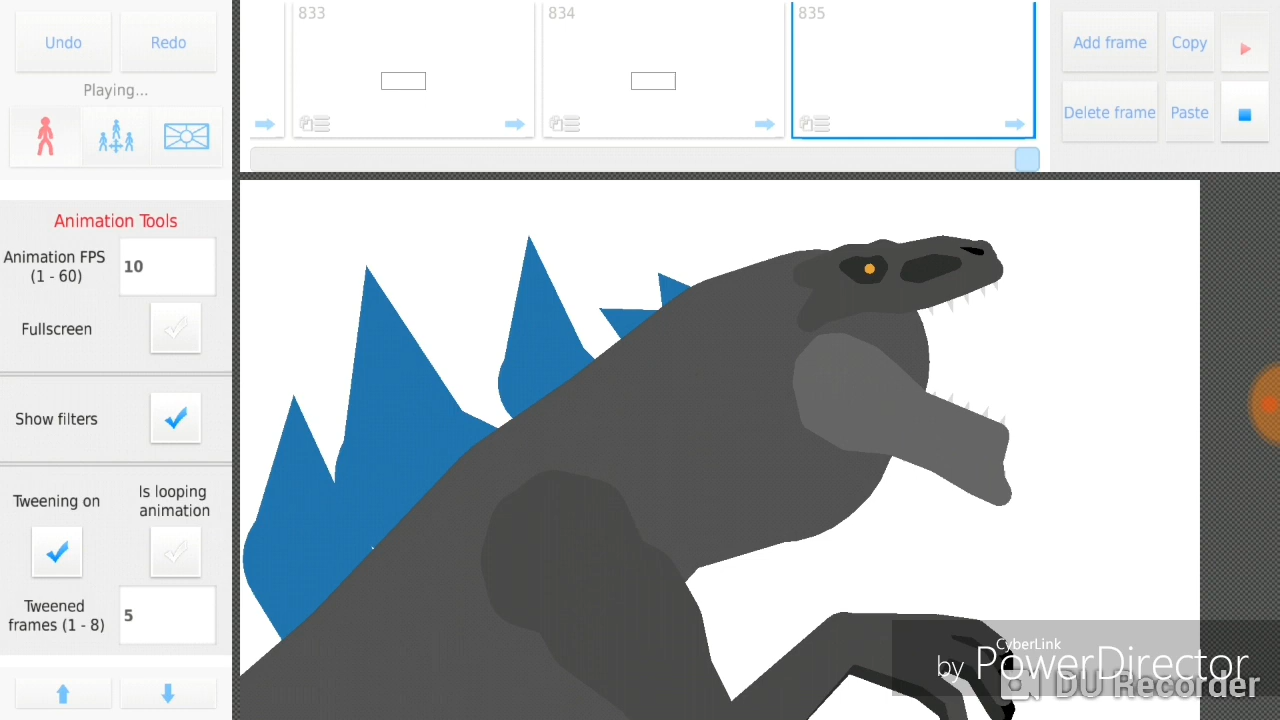 Undo
Redo
Playing...
833
834
835
Add frame
Copy
Delete frame
Paste
Animation Tools
Animation FPS
(1 - 60)
10
Fullscreen
Show filters
Tweening on
Is looping
animation
Tweened
frames (1 - 8)
5
CyberLink
by PowerDirector
DU Recorder